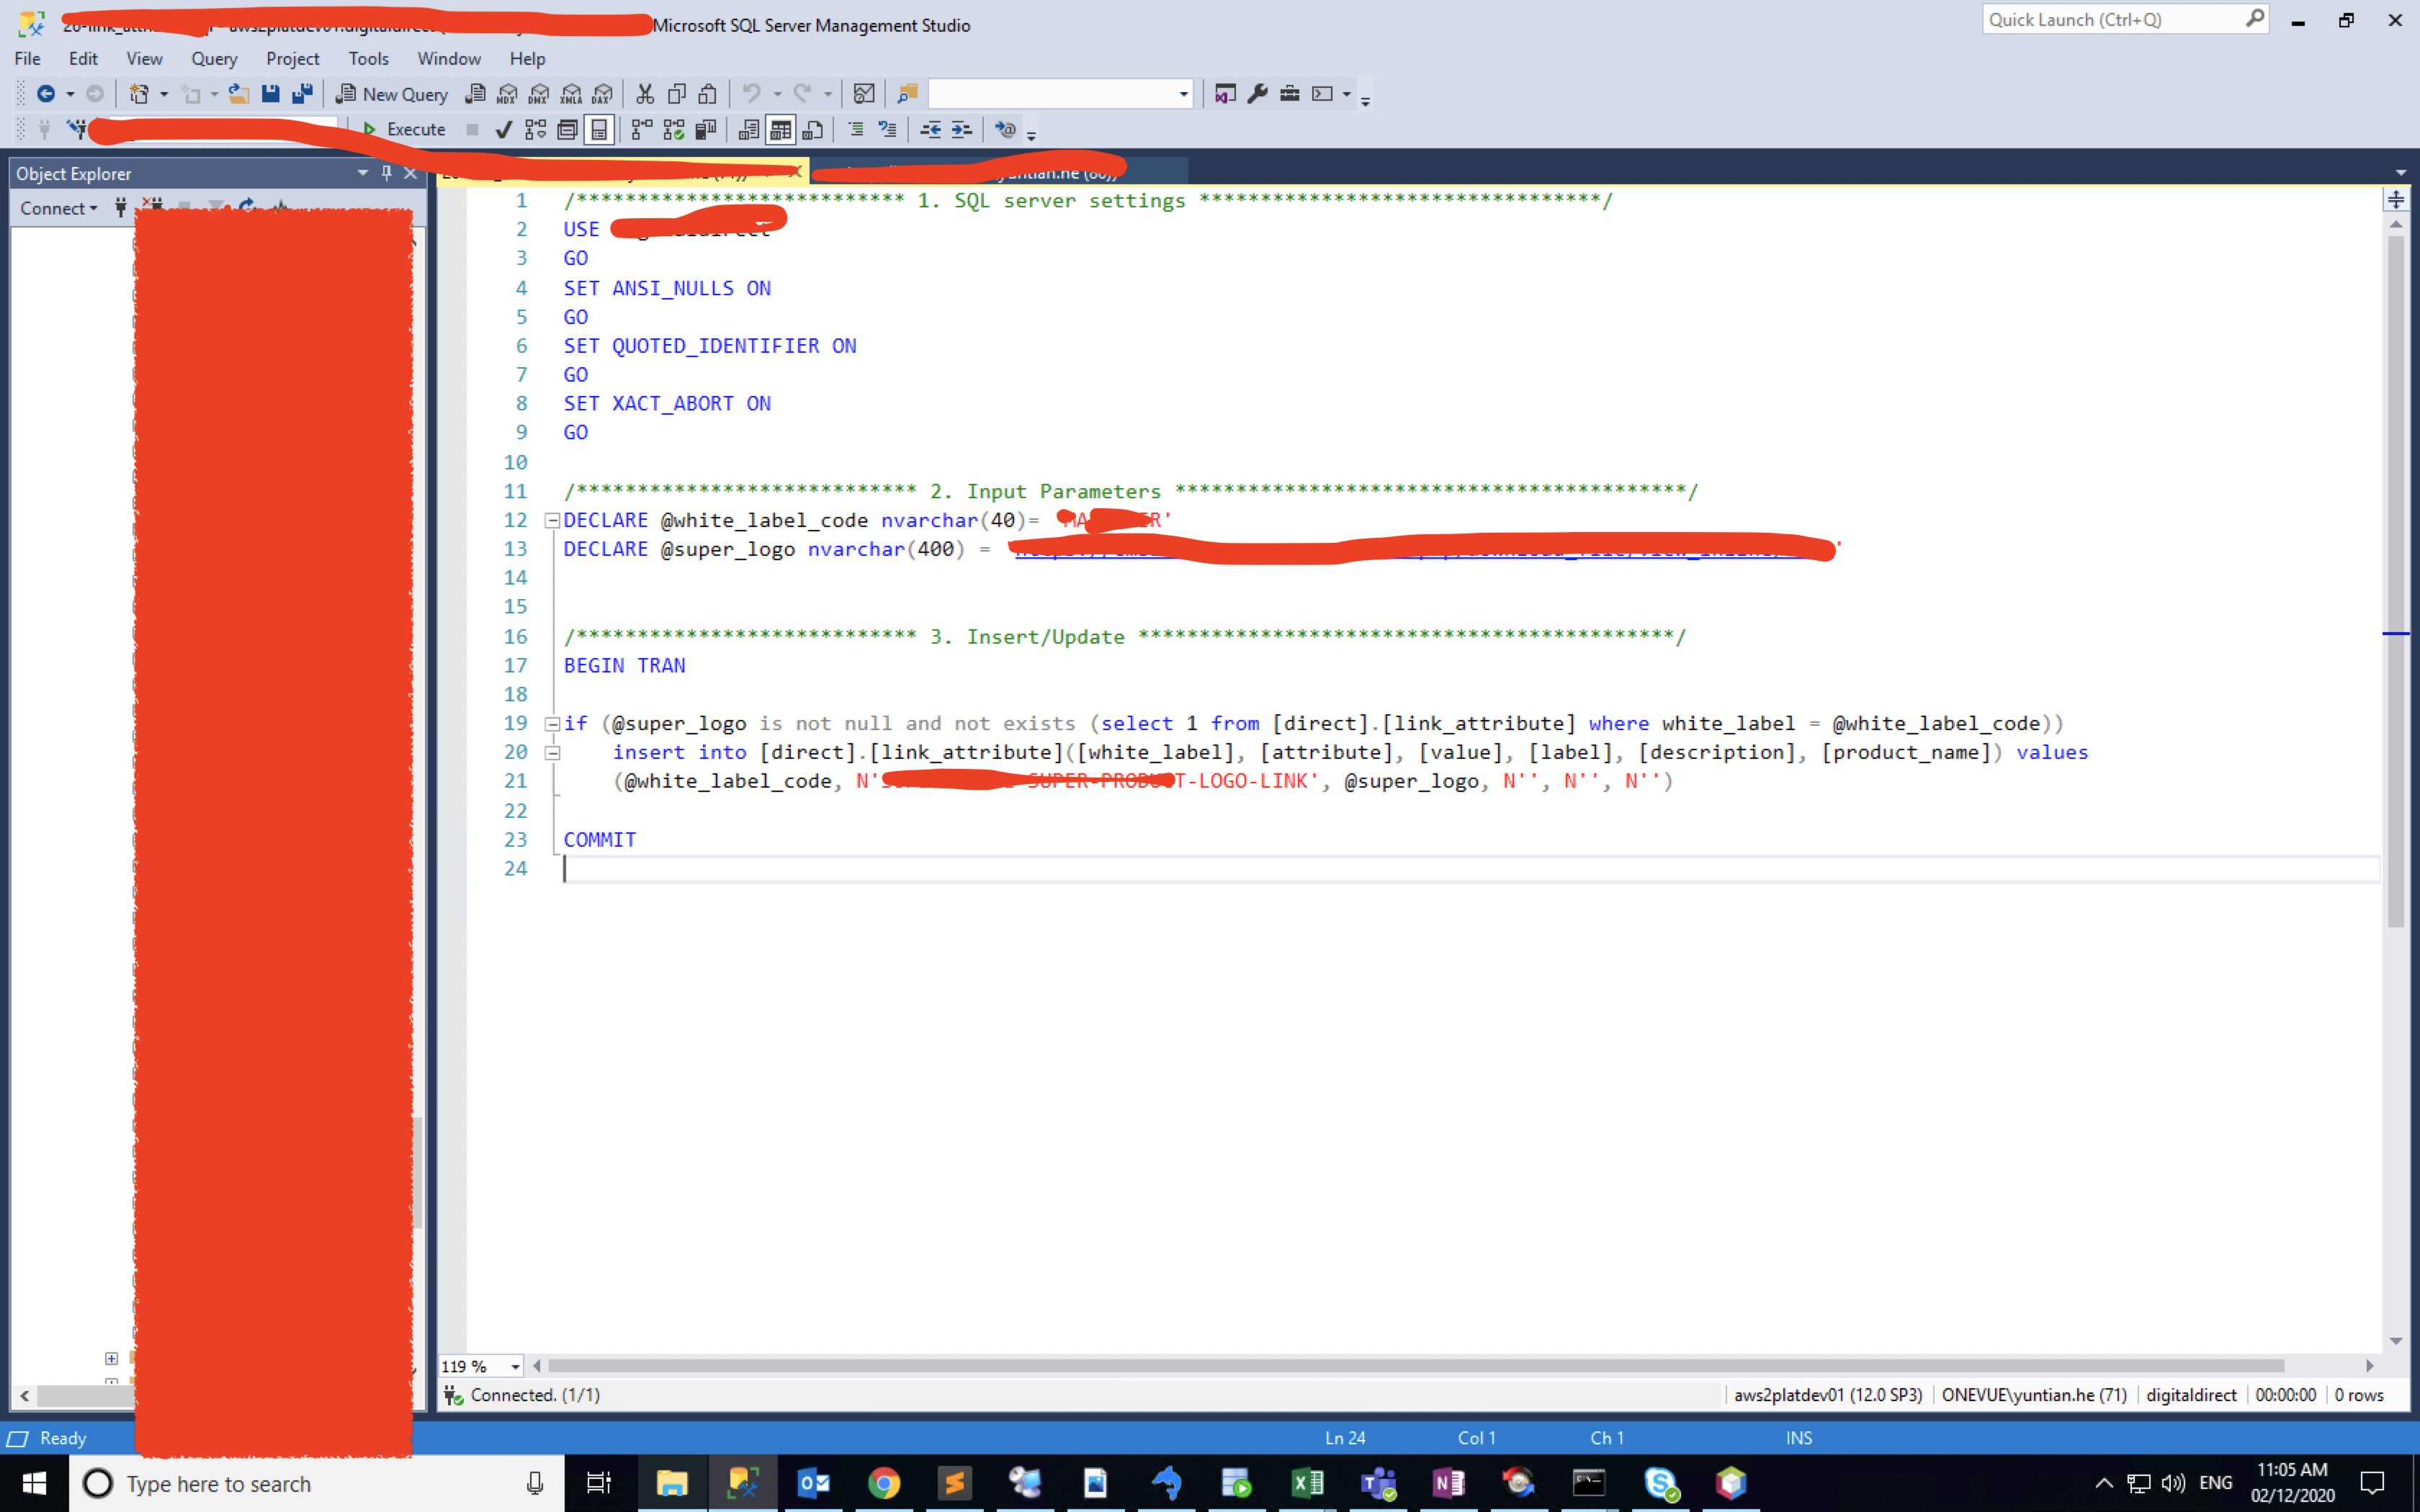 Microsoft SQL Server Management Studio
Quick Launch (Ctrl+Q)
File Edit View Query Project Tools Window Help
New Query
MDX DMX XMLA DAX
Execute
Object Explorer
Connect
1 /*************************** 1. SQL server settings *********************************/
2 USE
3 GO
4 SET ANSI_NULLS ON
5 GO
6 SET QUOTED_IDENTIFIER ON
7 GO
8 SET XACT_ABORT ON
9 GO
10
11 /**************************** 2. Input Parameters ******************************************/
12 DECLARE @white_label_code nvarchar(40)= '
13 DECLARE @super_logo nvarchar(400) = '
14
15
16 /**************************** 3. Insert/Update ********************************************/
17 BEGIN TRAN
18
19 if (@super_logo is not null and not exists (select 1 from [direct].[link_attribute] where white_label = @white_label_code))
20 insert into [direct].[link_attribute]([white_label], [attribute], [value], [label], [description], [product_name]) values
21 (@white_label_code, N' SUPER-PRODUCT-LOGO-LINK', @super_logo, N'', N'', N'')
22
23 COMMIT
24
119 %
Connected. (1/1)
aws2platdev01 (12.0 SP3) ONEVUE\yuntian.he (71) digitaldirect 00:00:00 0 rows
Ready Ln 24 Col 1 Ch 1 INS
Type here to search
ENG
11:05 AM
02/12/2020